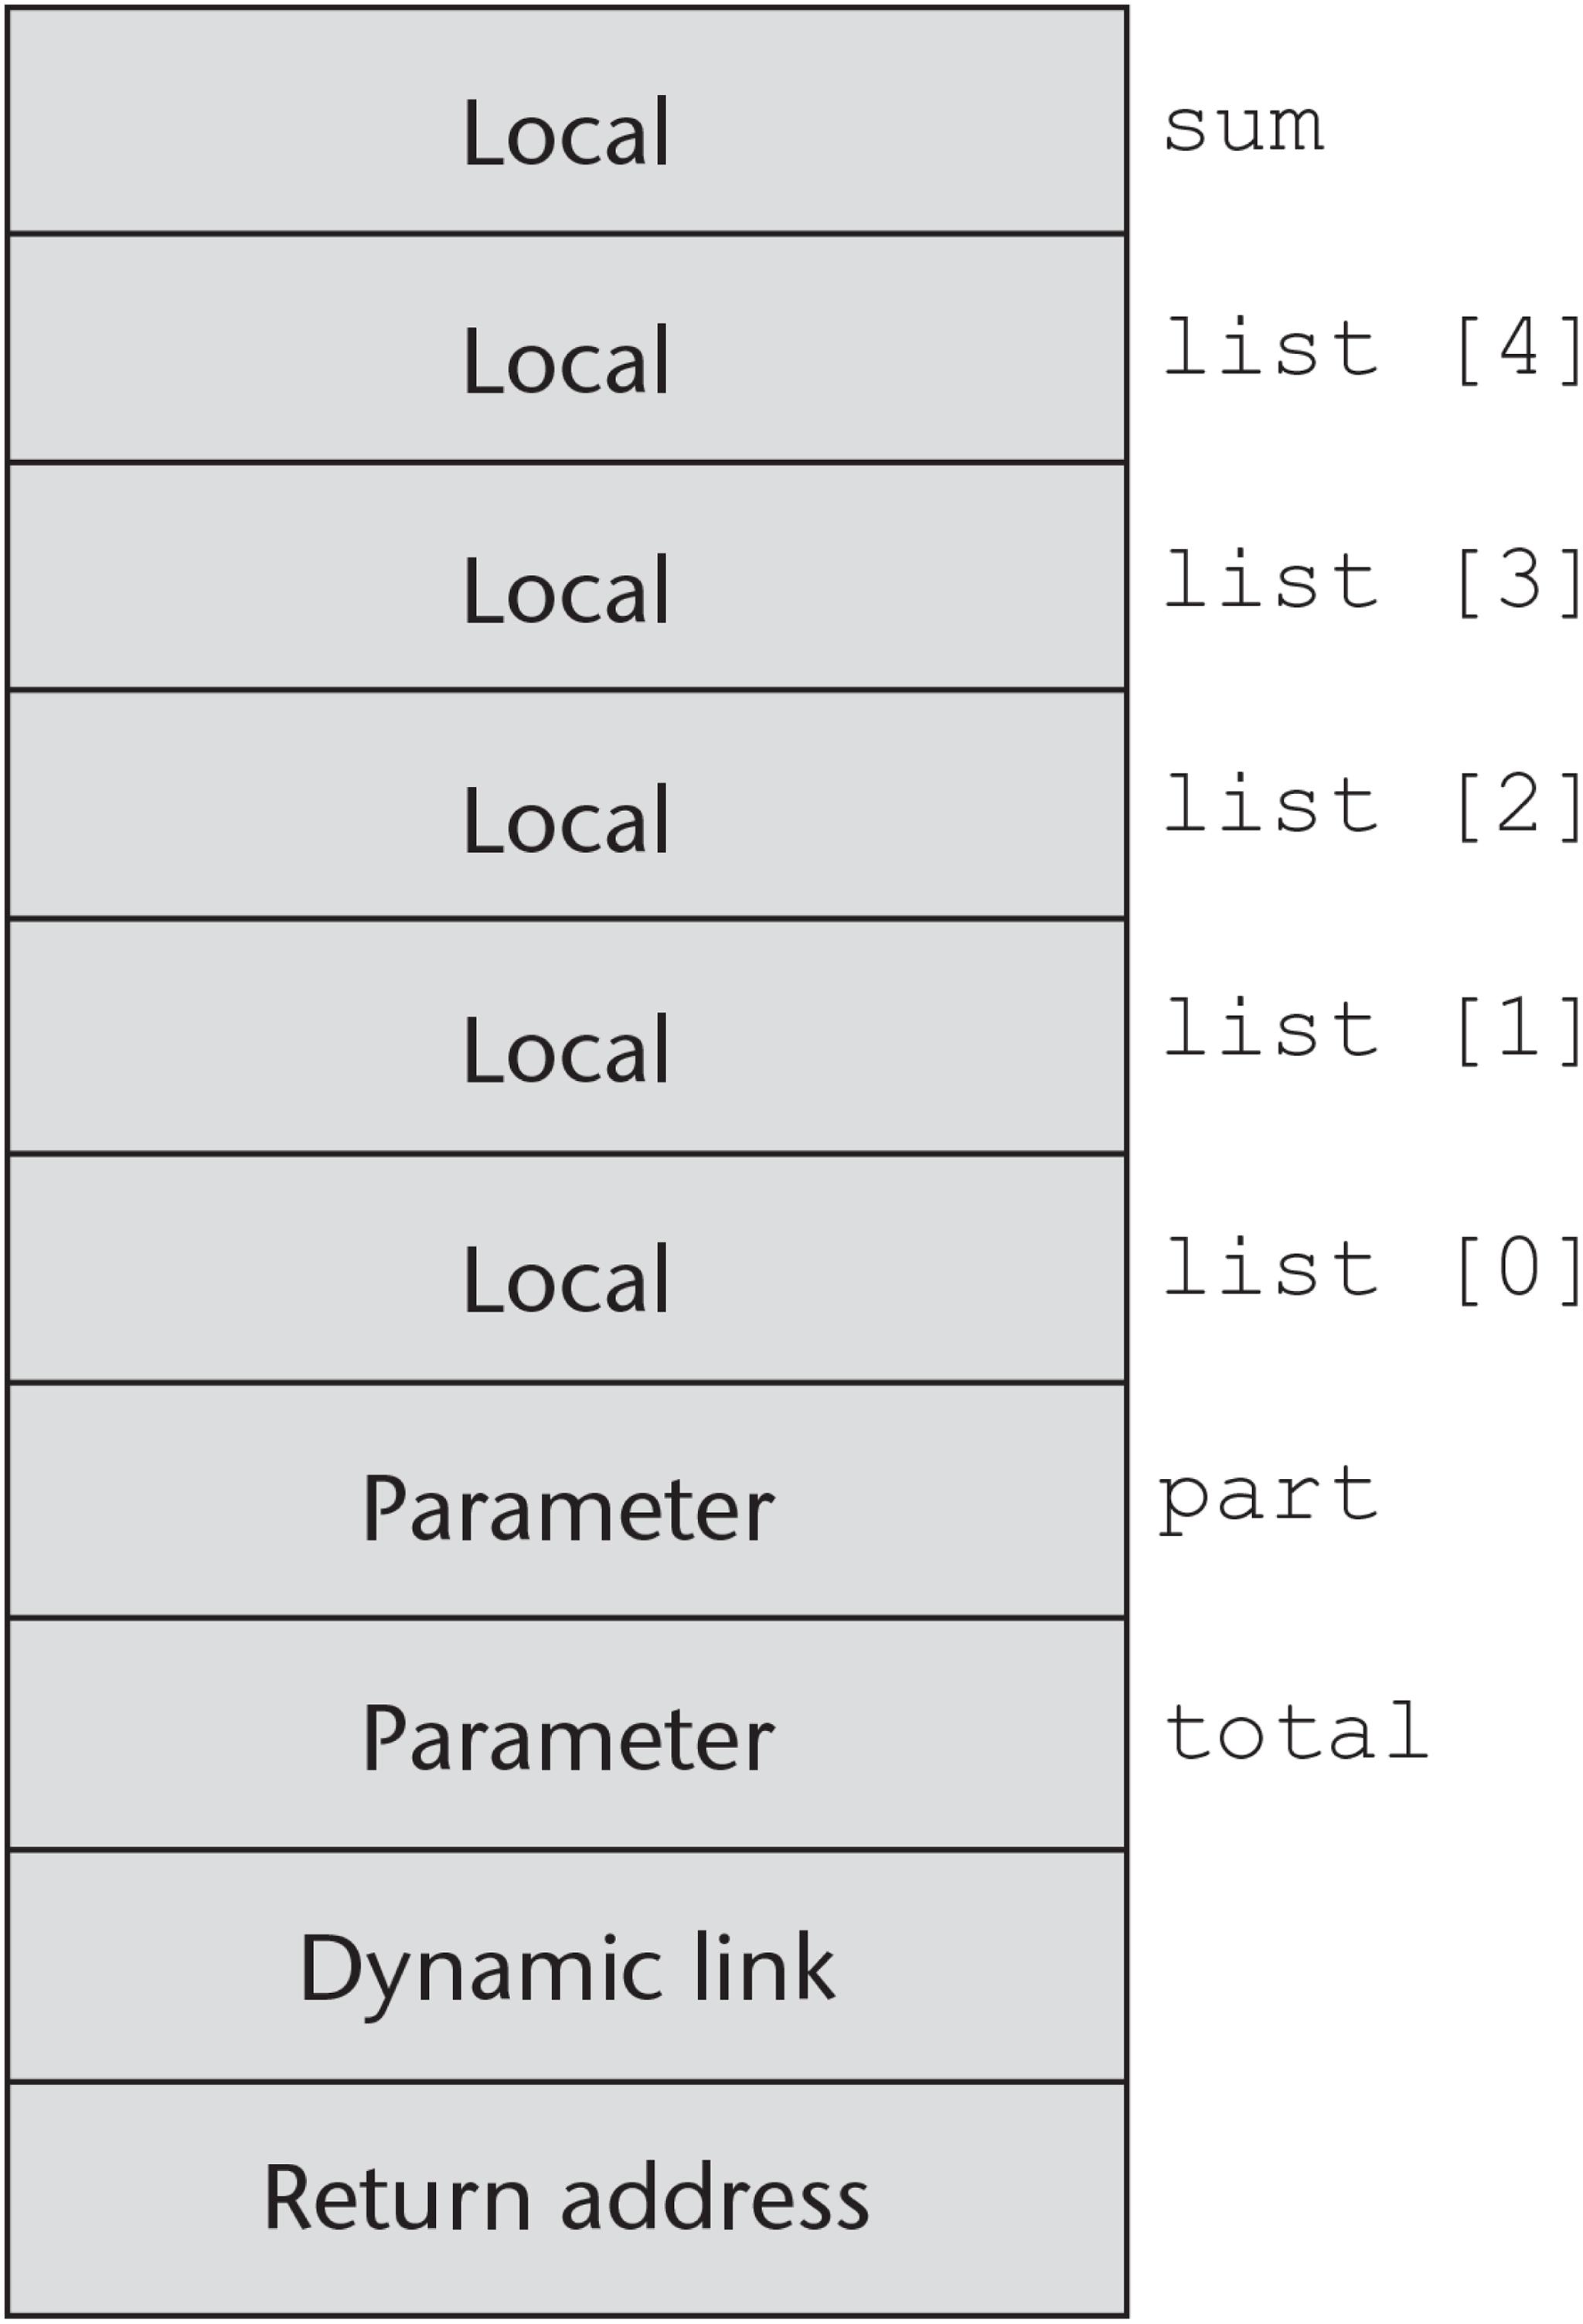 Local sum
Local list [4]
Local list [3]
Local list [2]
Local list [1]
Local list [0]
Parameter part
Parameter total
Dynamic link
Return address